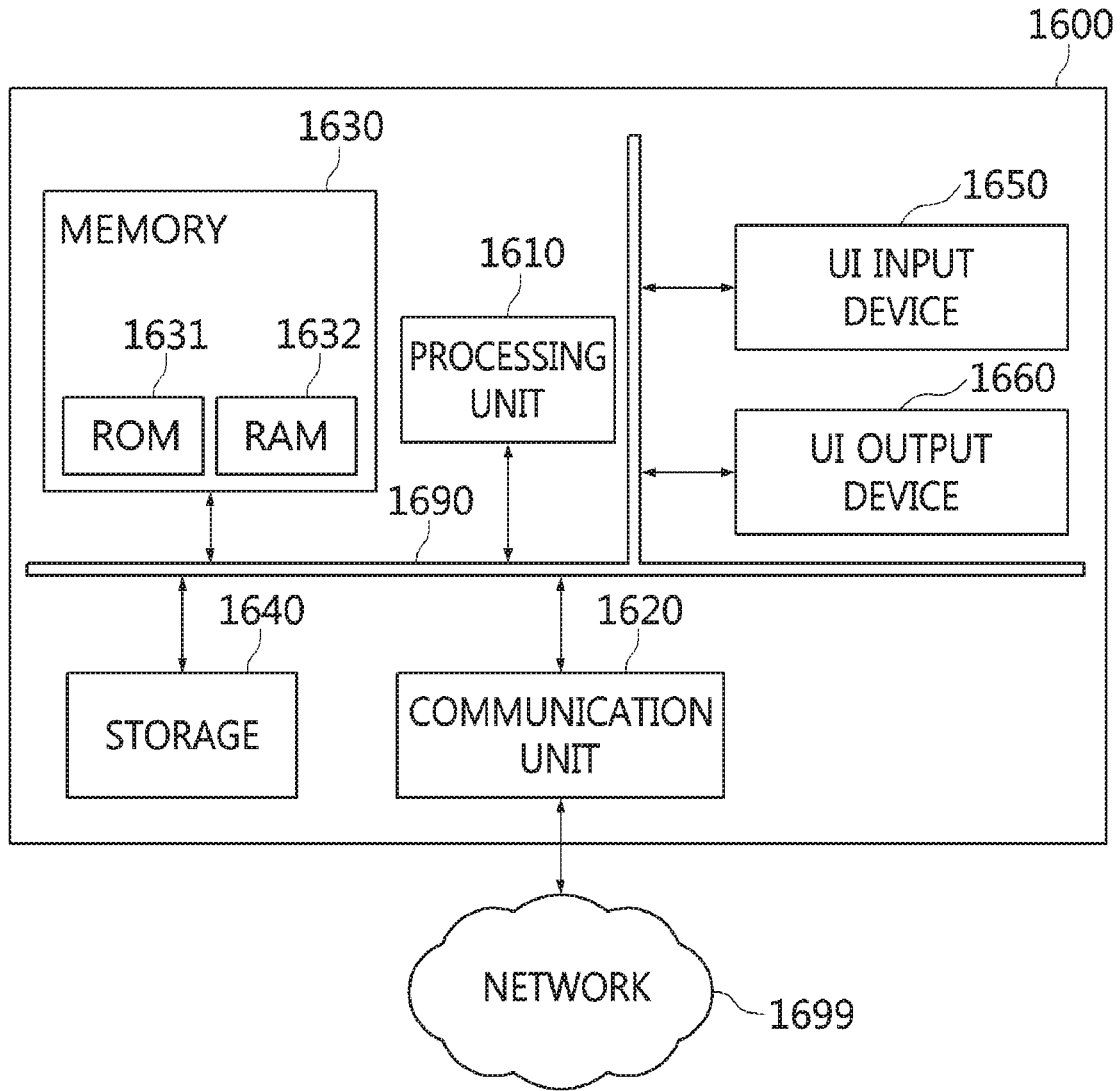 1600
1630
MEMORY
1650
1610
UI INPUT
DEVICE
1631
1632
PROCESSING
UNIT
1660
ROM
RAM
UI OUTPUT
DEVICE
1690
1640
1620
STORAGE
COMMUNICATION
UNIT
NETWORK
1699